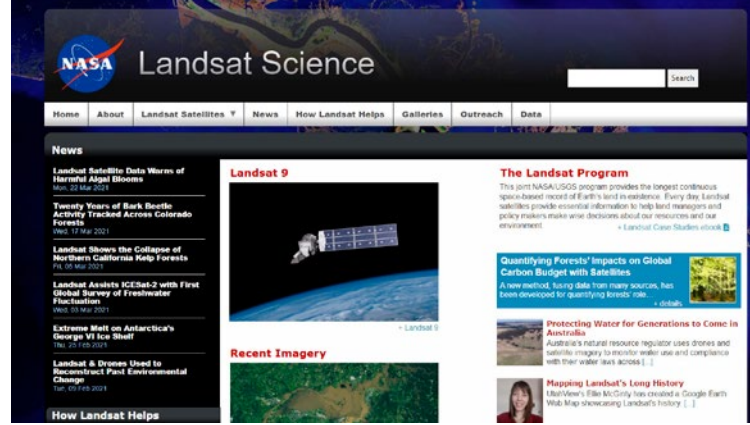 NASA
Landsat Science
Search
Home About Landsat Satellites ▼ News How Landsat Helps Galleries Outreach Data
News
Landsat Satellite Data Warns of
Harmful Algal Blooms
Mon, 22 Mar 2021
Twenty Years of Bark Beetle
Activity Tracked Across Colorado
Forests
Wed, 17 Mar 2021
Landsat Shows the Collapse of
Northern California Kelp Forests
Fri, 05 Mar 2021
Landsat Assists ICESat-2 with First
Global Survey of Freshwater
Fluctuation
Wed, 03 Mar 2021
Extreme Melt on Antarctica's
George VI Ice Shelf
Thu, 25 Feb 2021
Landsat & Drones Used to
Reconstruct Past Environmental
Change
Tue, 09 Feb 2021
How Landsat Helps
Landsat 9
+ Landsat 9
Recent Imagery
The Landsat Program
This joint NASA/USGS program provides the longest continuous
space-based record of Earth's land in existence. Every day, Landsat
satellites provide essential information to help land managers and
policy makers make wise decisions about our resources and our
environment.
+ Landsat Case Studies ebook
Quantifying Forests' Impacts on Global
Carbon Budget with Satellites
A new method, fusing data from many sources, has
been developed for quantifying forests' role...
+ details
Protecting Water for Generations to Come in
Australia
Australia's natural resource regulator uses drones and
satellite imagery to monitor water use and compliance
with their water laws across [...]
Mapping Landsat's Long History
UtahView's Ellie McGinty has created a Google Earth
Web Map showcasing Landsat's history. [...]